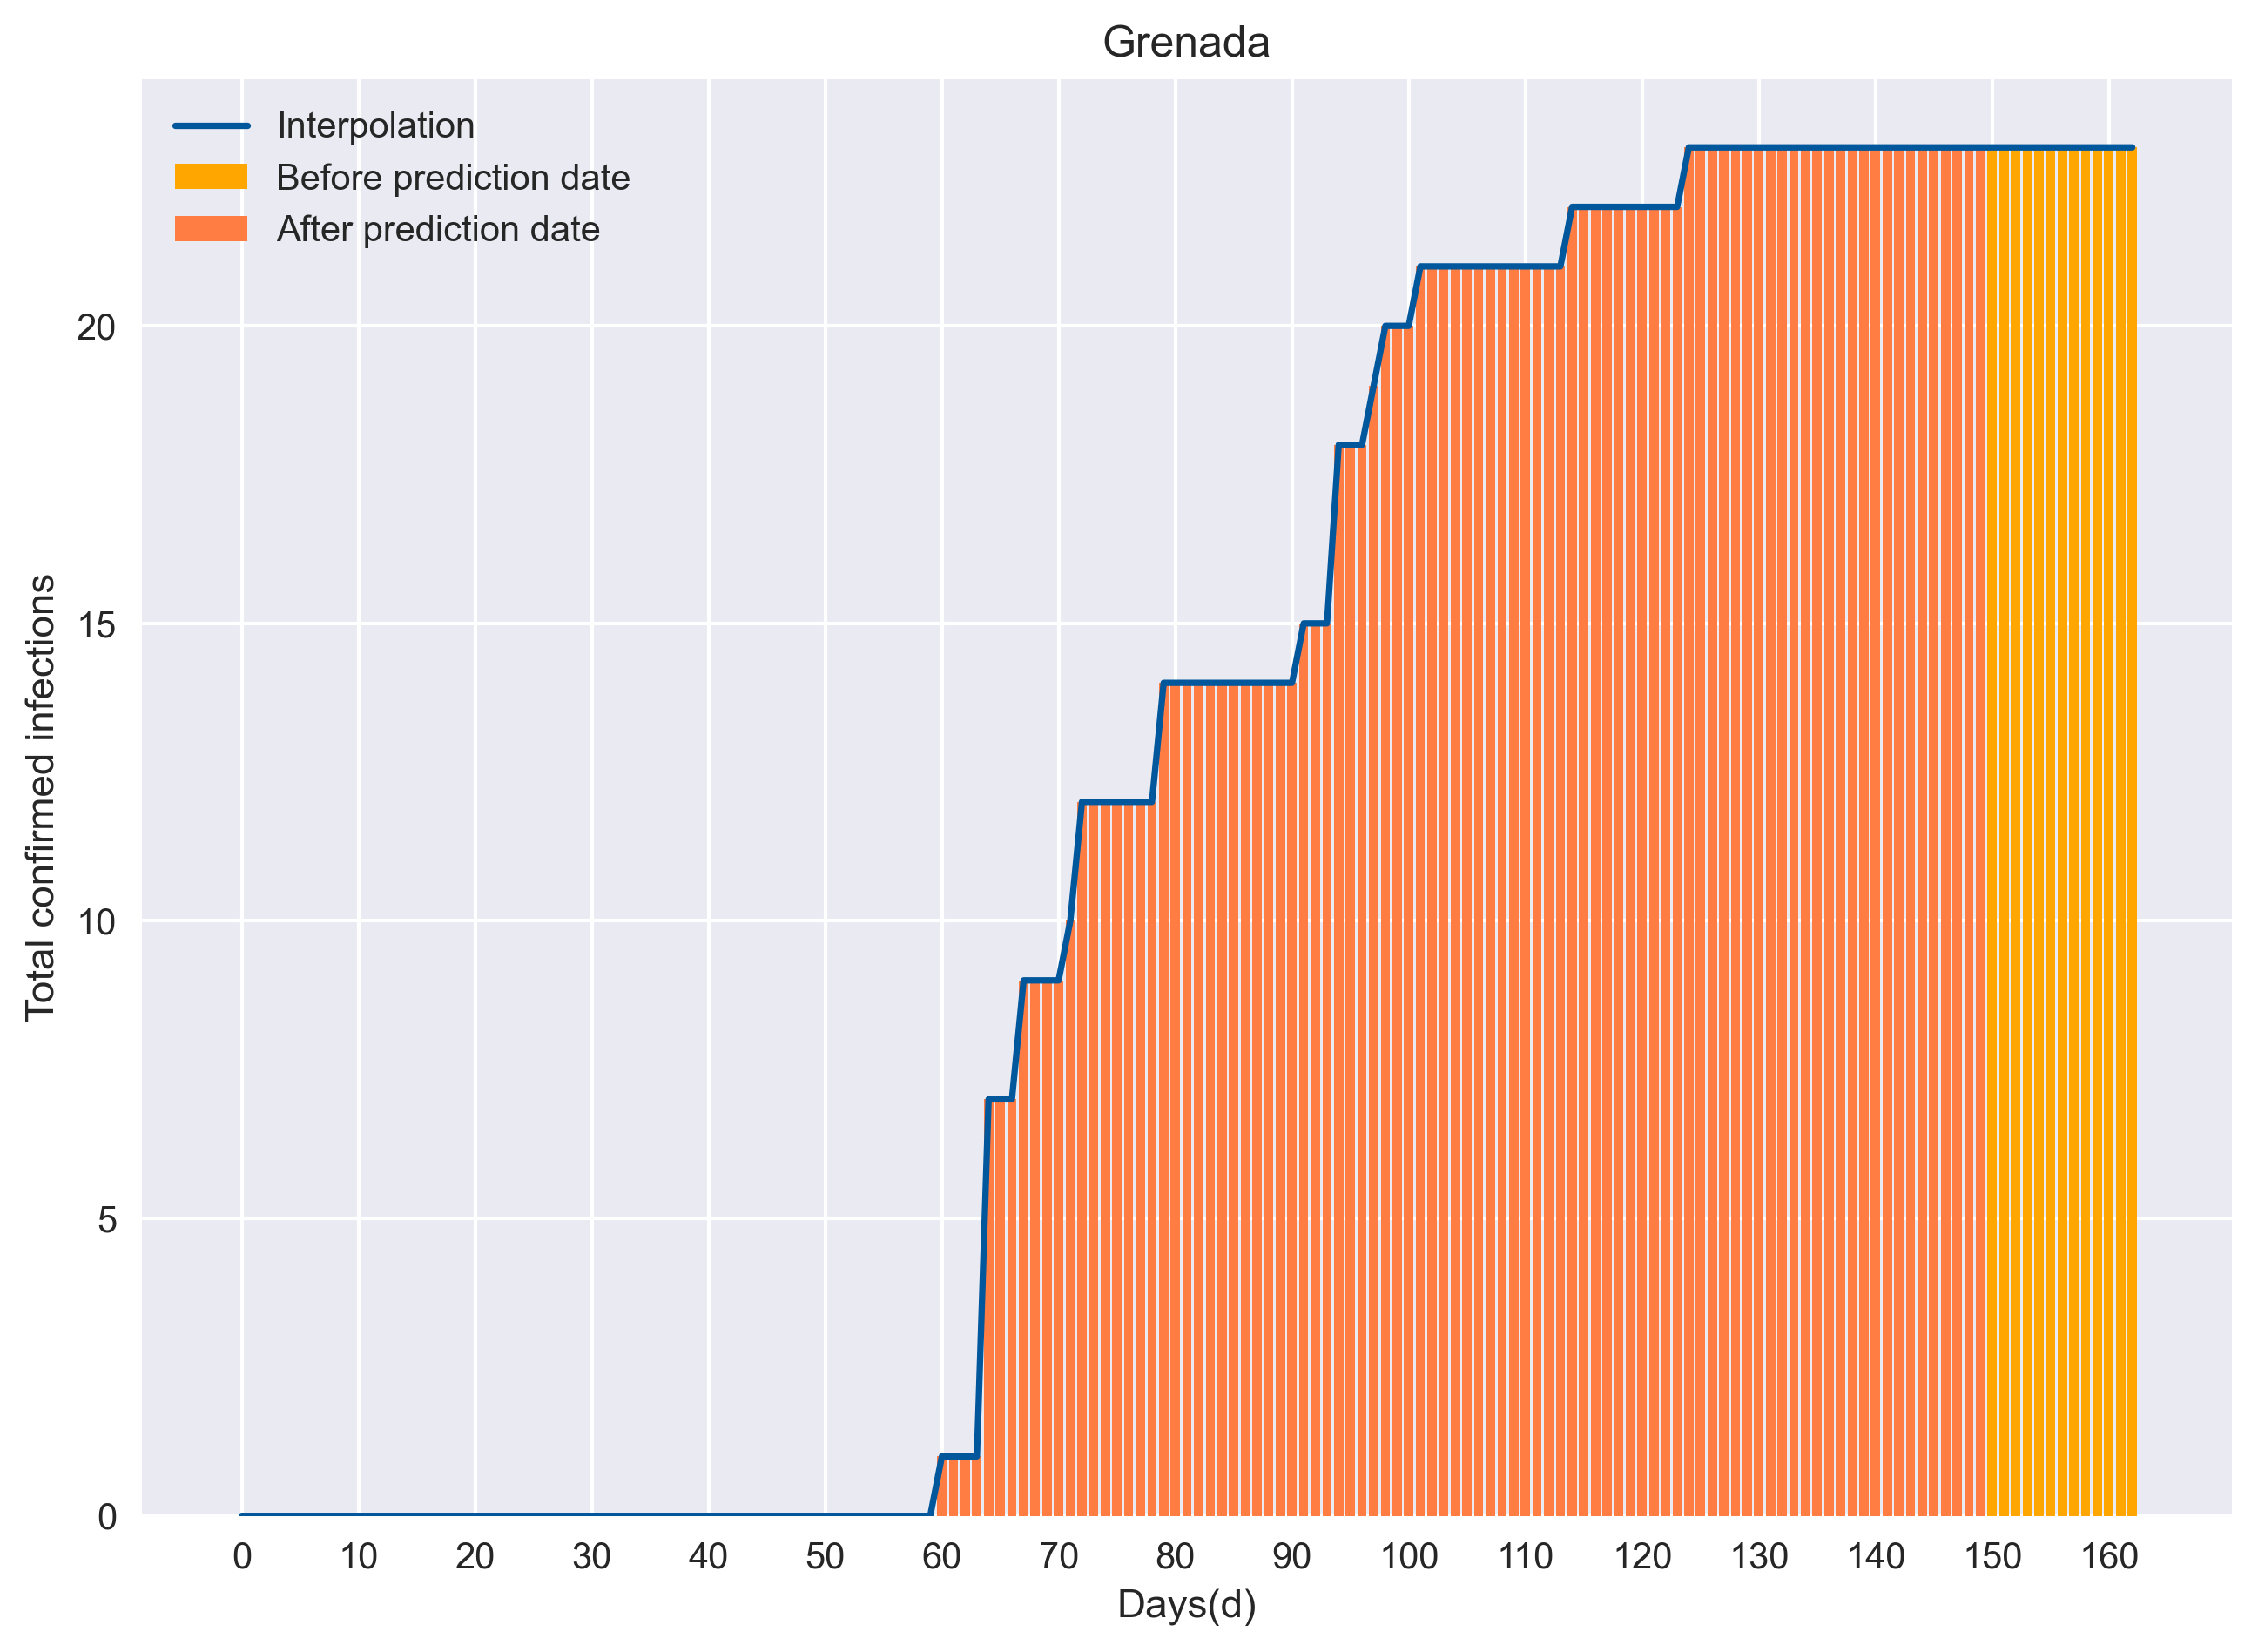 Grenada
Interpolation
Before prediction date
After prediction date
Total confirmed infections
20
15
10
5
0
0 10 20 30 40 50 60 70 80 90 100 110 120 130 140 150 160
Days(d)